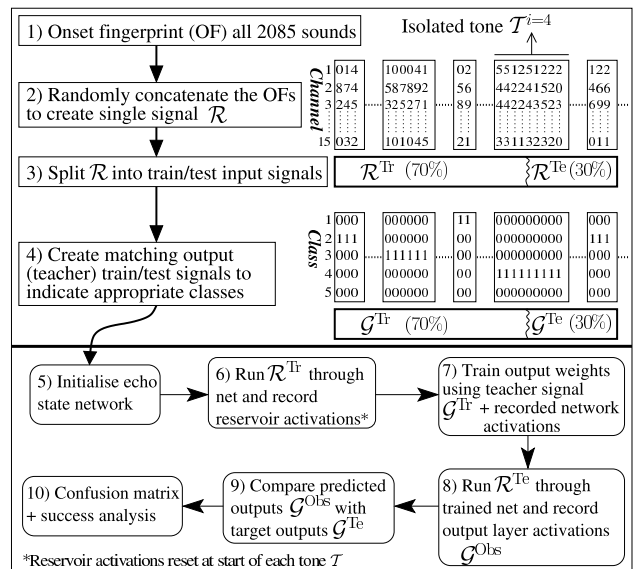 1) Onset fingerprint (OF) all 2085 sounds
2) Randomly concatenate the OFs
to create single signal R
3) Split R into train/test input signals
4) Create matching output
(teacher) train/test signals to
indicate appropriate classes
Isolated tone T^{i=4}
Channel
1 014 100041 02 551251222 122
2 874 587892 56 442241520 466
3 245 325271 89 442243523 699
15 032 101045 21 331132320 011
R^{Tr} (70%) R^{Te} (30%)
Class
1 000 000000 11 000000000 000
2 111 000000 00 000000000 111
3 000 111111 00 000000000 000
4 000 000000 00 111111111 000
5 000 000000 00 000000000 000
G^{Tr} (70%) G^{Te} (30%)
5) Initialise echo
state network
6) Run R^{Tr} through
net and record
reservoir activations*
7) Train output weights
using teacher signal
G^{Tr} + recorded network
activations
8) Run R^{Te} through
trained net and record
output layer activations
G^{Obs}
9) Compare predicted
outputs G^{Obs} with
target outputs G^{Te}
10) Confusion matrix
+ success analysis
*Reservoir activations reset at start of each tone T